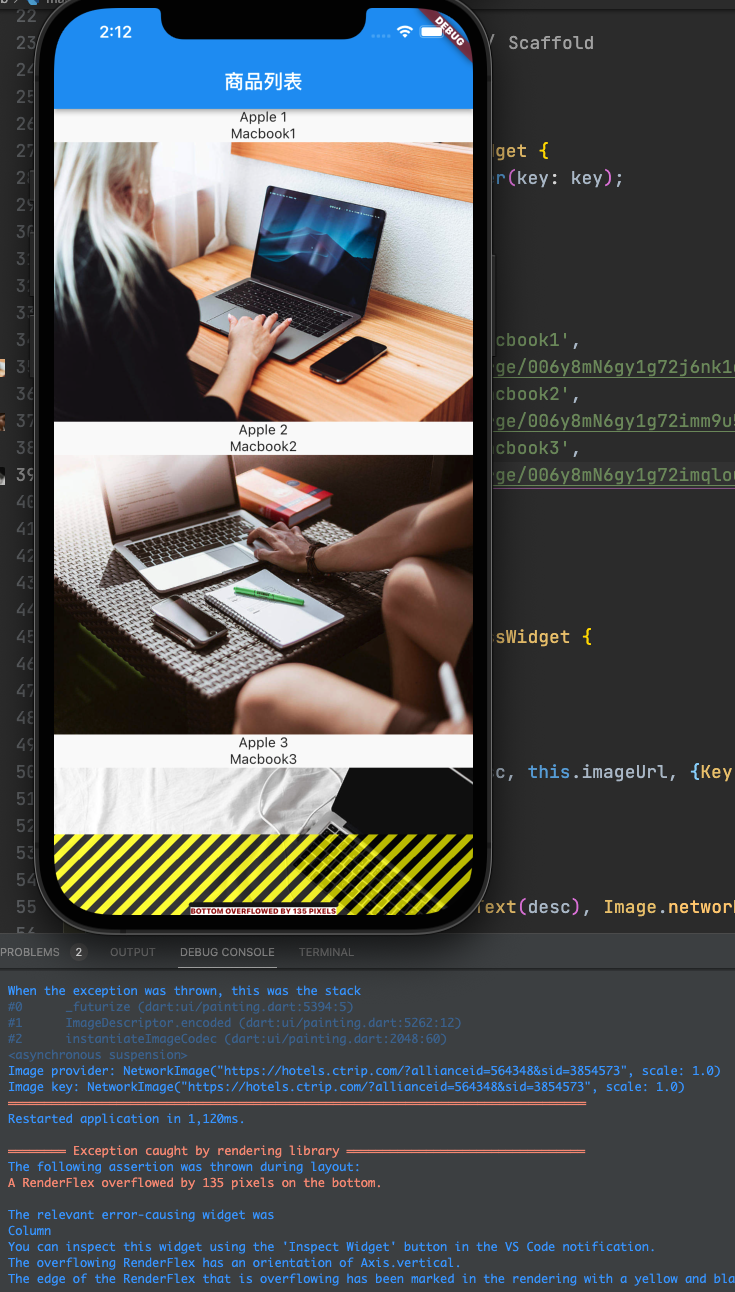 22
2:12
DEBUG
23 / Scaffold
24
商品列表
25
Apple 1
26
Macbook1
27 dget {
28 r(key: key);
29
30
31
32
33
34 cbook1',
35 rge/006y8mN6gy1g72j6nk1
36 cbook2',
37 rge/006y8mN6gy1g72imm9u
Apple 2
38 cbook3',
Macbook2
39 rge/006y8mN6gy1g72imqlo
40
41
42
43
44
45 sWidget {
46
47
48
49
Apple 3
Macbook3
50 c, this.imageUrl, {Key
51
52
53
54
55 Text(desc), Image.networ
BOTTOM OVERFLOWED BY 135 PIXELS
PROBLEMS 2 OUTPUT DEBUG CONSOLE TERMINAL
When the exception was thrown, this was the stack
#0 _futurize (dart:ui/painting.dart:5394:5)
#1 ImageDescriptor.encoded (dart:ui/painting.dart:5262:12)
#2 instantiateImageCodec (dart:ui/painting.dart:2048:60)
<asynchronous suspension>
Image provider: NetworkImage("https://hotels.ctrip.com/?allianceid=564348&sid=3854573", scale: 1.0)
Image key: NetworkImage("https://hotels.ctrip.com/?allianceid=564348&sid=3854573", scale: 1.0)
Restarted application in 1,120ms.
════════ Exception caught by rendering library ═════════════════════════════════
The following assertion was thrown during layout:
A RenderFlex overflowed by 135 pixels on the bottom.
The relevant error-causing widget was
Column
You can inspect this widget using the 'Inspect Widget' button in the VS Code notification.
The overflowing RenderFlex has an orientation of Axis.vertical.
The edge of the RenderFlex that is overflowing has been marked in the rendering with a yellow and bla